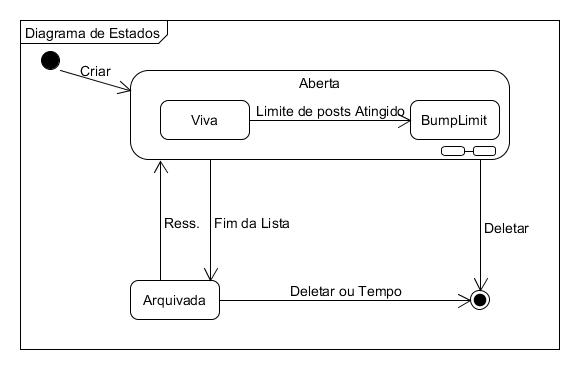 Diagrama de Estados
Criar
Aberta
Viva
Limite de posts Atingido
BumpLimit
Ress.
Fim da Lista
Deletar
Arquivada
Deletar ou Tempo